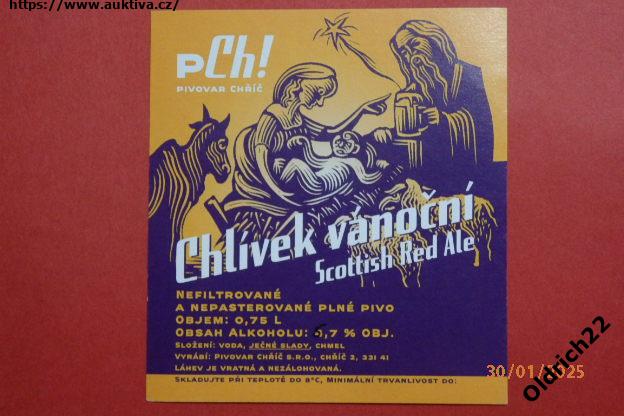 https://www.auktiva.cz/
PCh!
PIVOVAR CHŘÍČ
Chlívek vánoční
Scottish Red Ale
NEFILTROVANÉ
A NEPASTEROVANÉ PLNÉ PIVO
OBJEM: 0,75 L
OBSAH ALKOHOLU: ,7 % OBJ.
SLOŽENÍ: VODA, JEČNÉ SLADY, CHMEL
VYRÁBÍ: PIVOVAR CHŘÍČ S.R.O., CHŘÍČ 2, 331 41
LÁHEV JE VRATNÁ A NEZÁLOHOVANÁ.
SKLADUJTE PŘI TEPLOTĚ DO 8°C, MINIMÁLNÍ TRVANLIVOST DO:
30/01/2025
Oldrich22